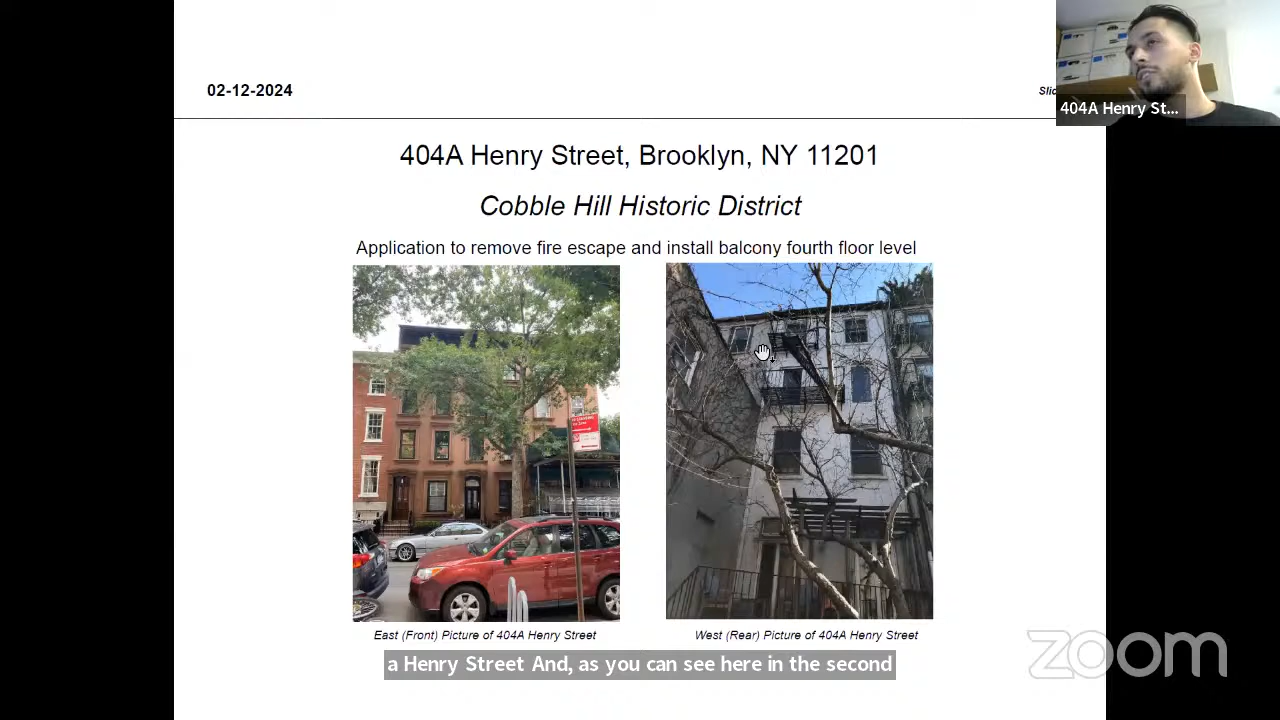 02-12-2024
404A Henry St...
404A Henry Street, Brooklyn, NY 11201
Cobble Hill Historic District
Application to remove fire escape and install balcony fourth floor level
East (Front) Picture of 404A Henry Street
West (Rear) Picture of 404A Henry Street
a Henry Street And, as you can see here in the second
zoom